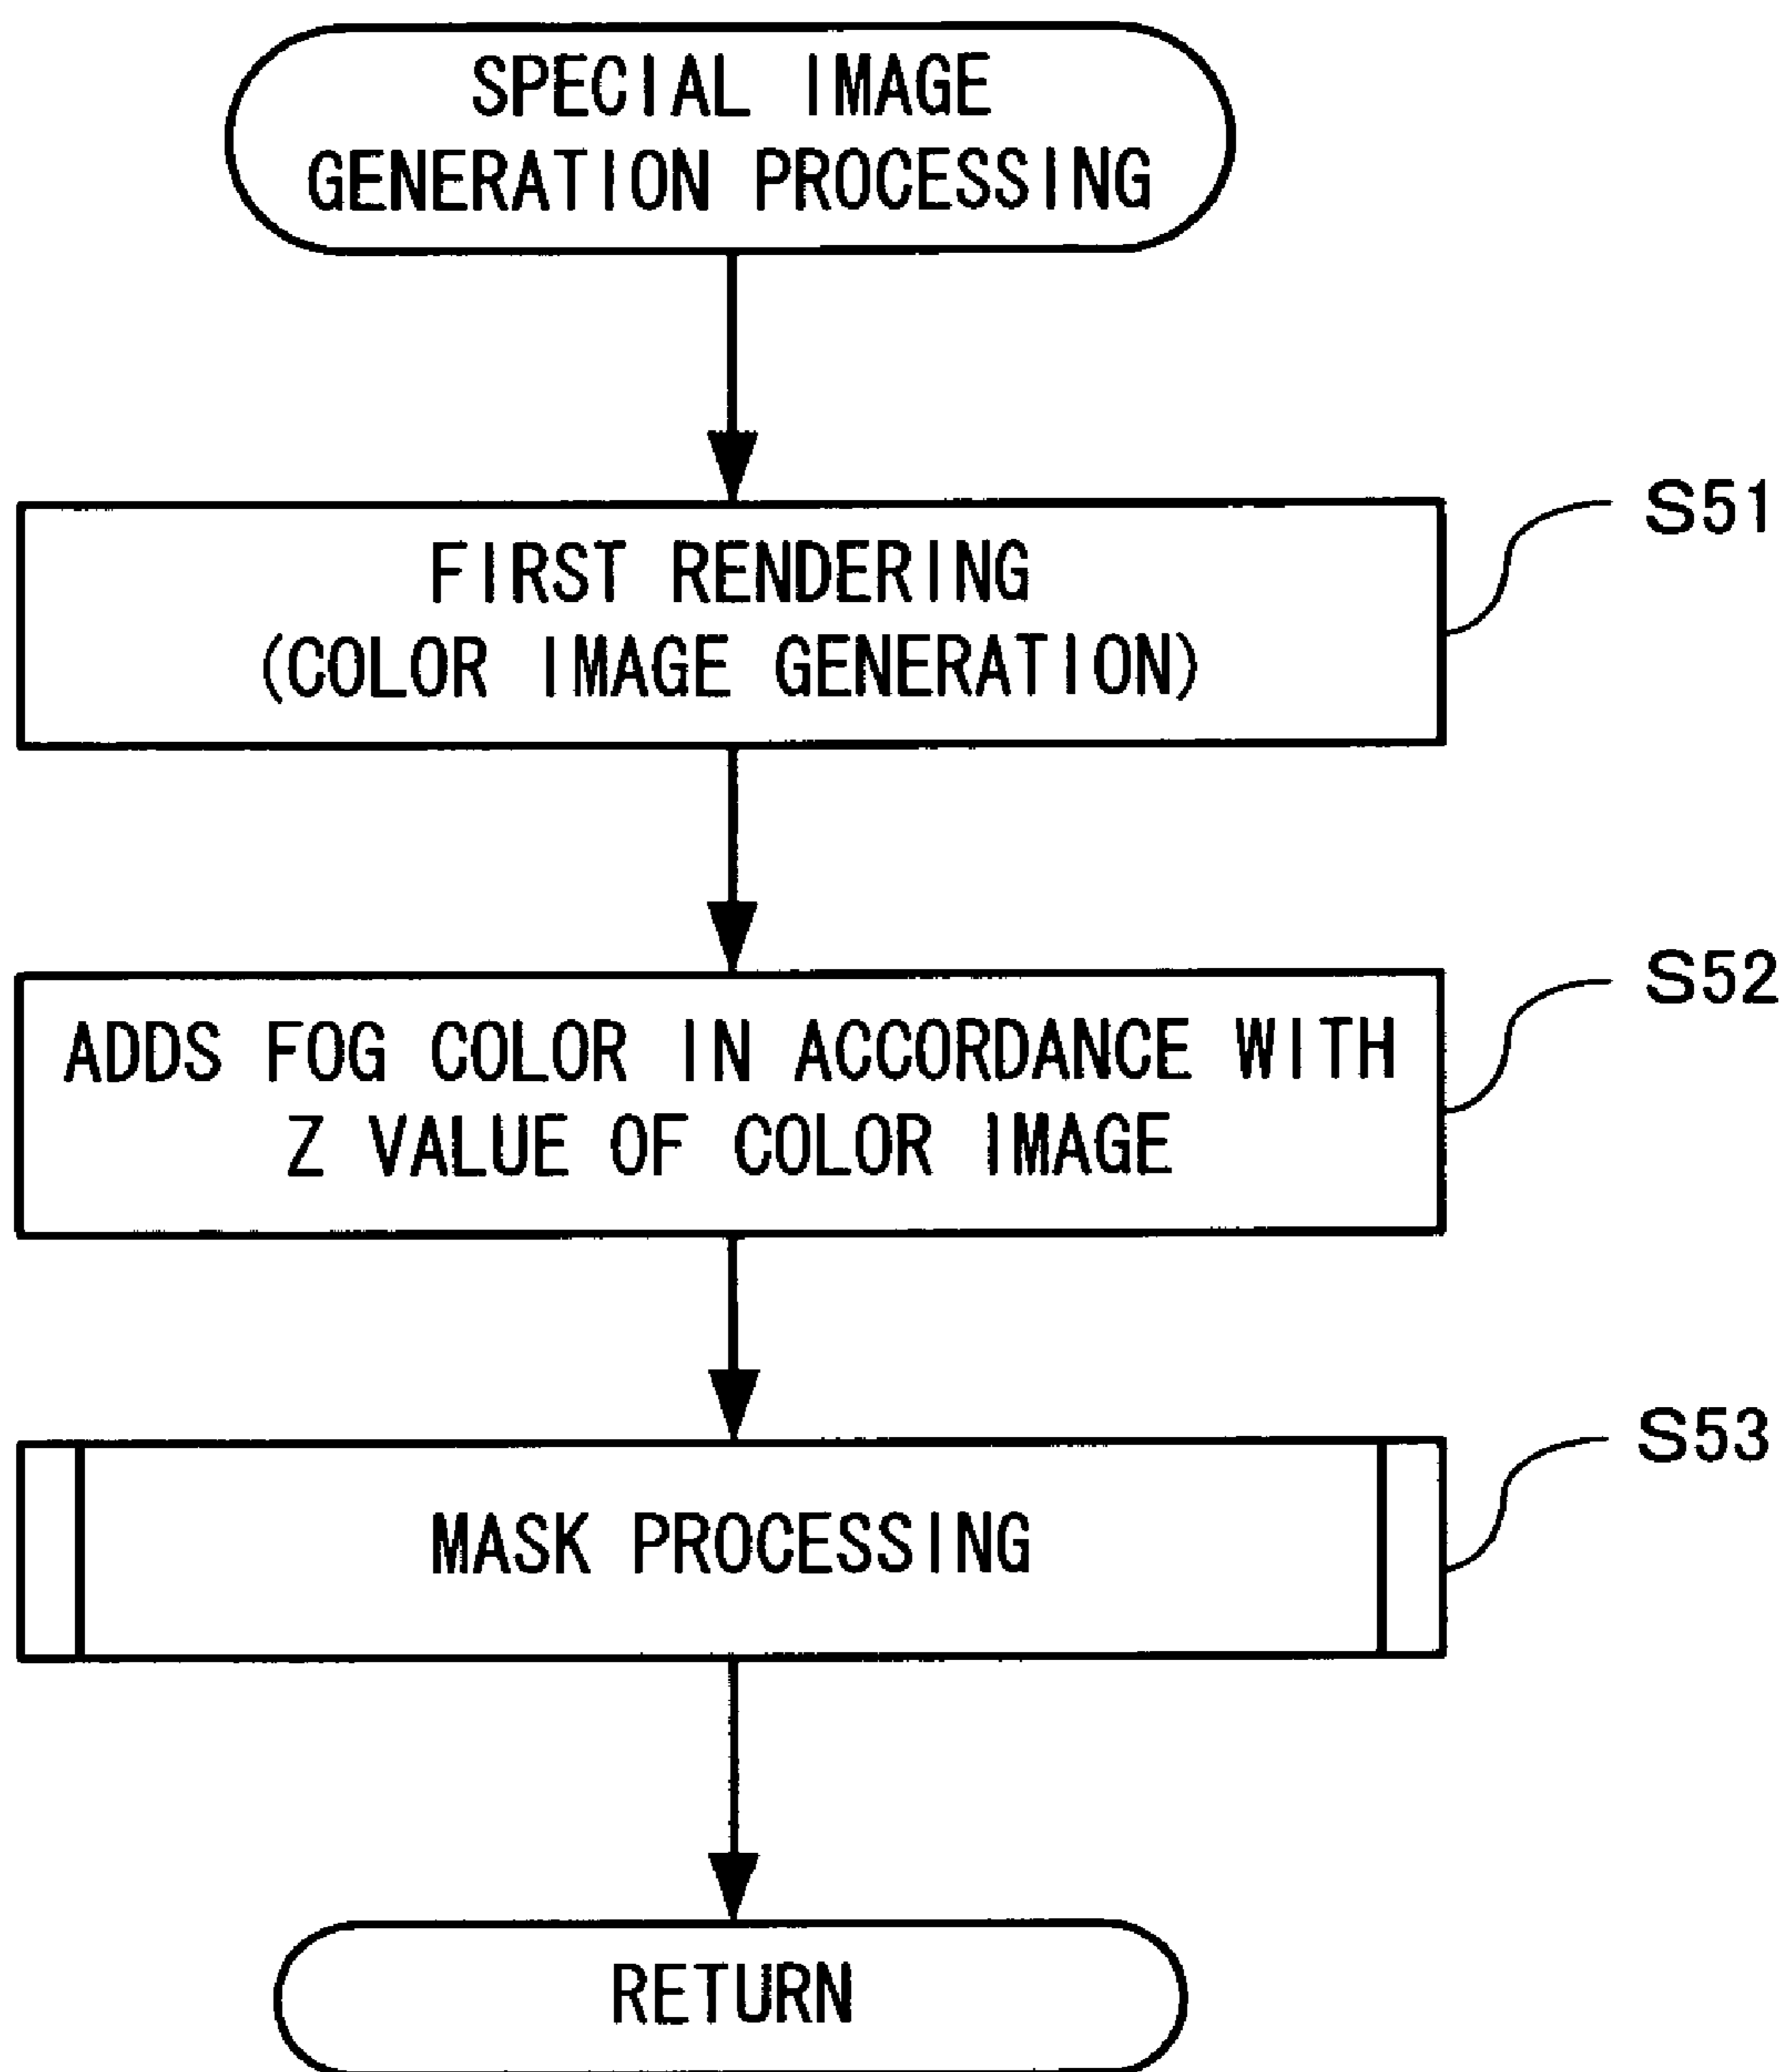 SPECIAL IMAGE
GENERATION PROCESSING
FIRST RENDERING
(COLOR IMAGE GENERATION)
S51
ADDS FOG COLOR IN ACCORDANCE WITH
Z VALUE OF COLOR IMAGE
S52
MASK PROCESSING
S53
RETURN